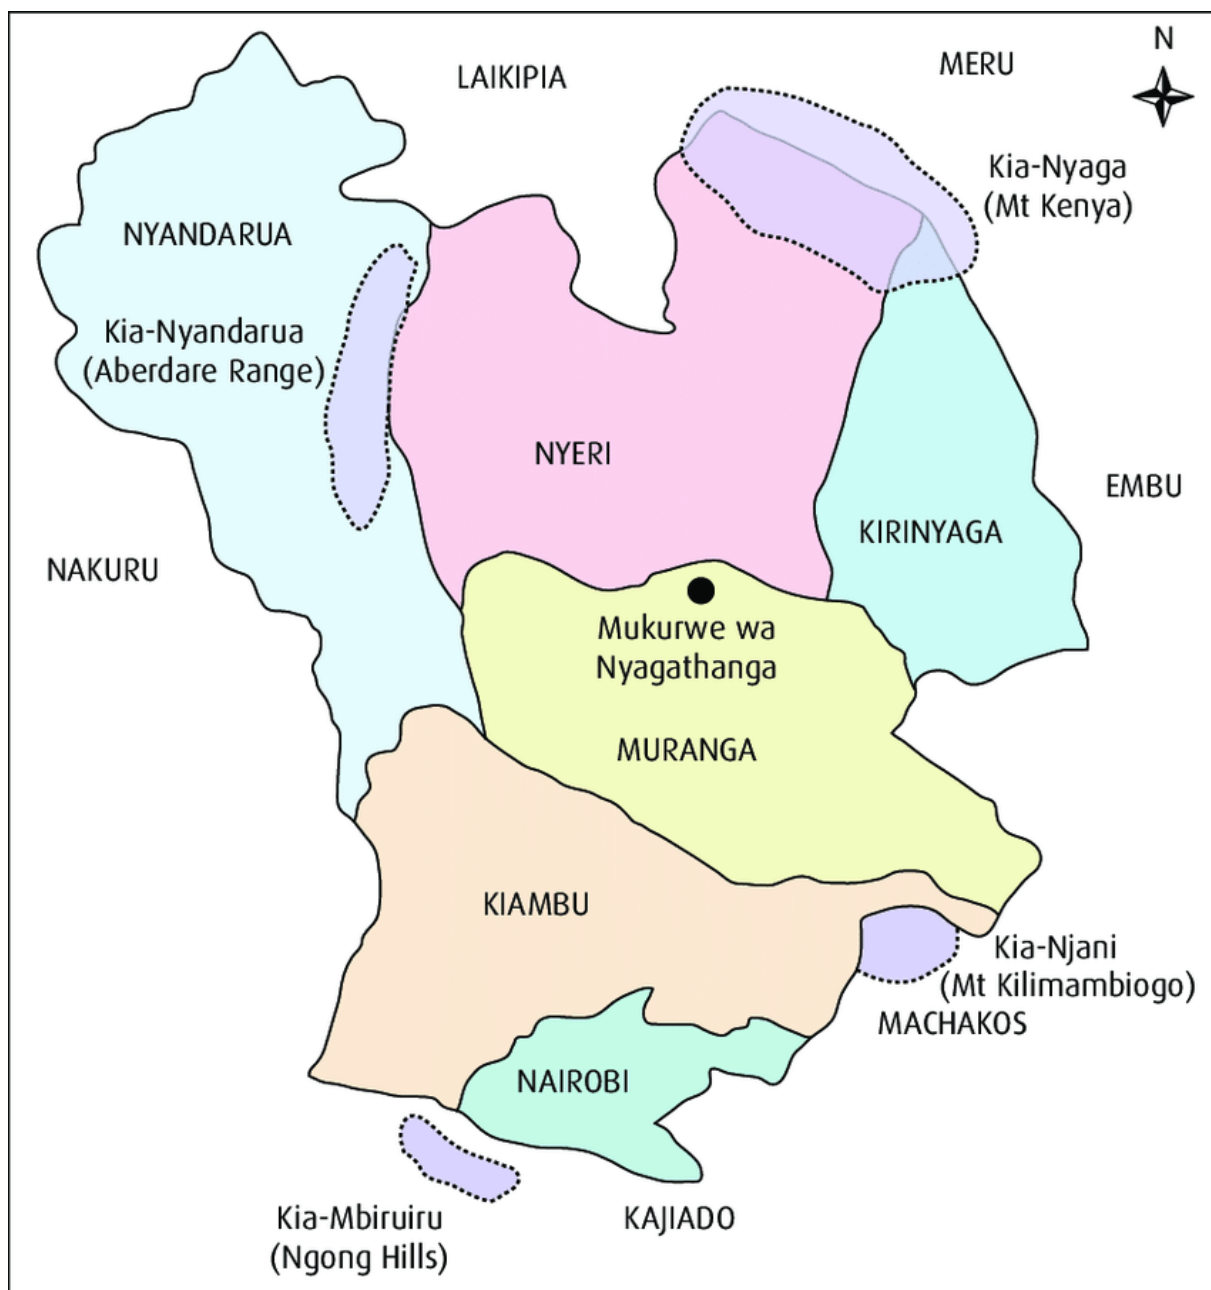 N
LAIKIPIA
MERU
Kia-Nyaga
(Mt Kenya)
NYANDARUA
Kia-Nyandarua
(Aberdare Range)
NYERI
EMBU
KIRINYAGA
NAKURU
Mukurwe wa
Nyagathanga
MURANGA
KIAMBU
Kia-Njani
(Mt Kilimambiogo)
MACHAKOS
NAIROBI
Kia-Mbiruiru
(Ngong Hills)
KAJIADO